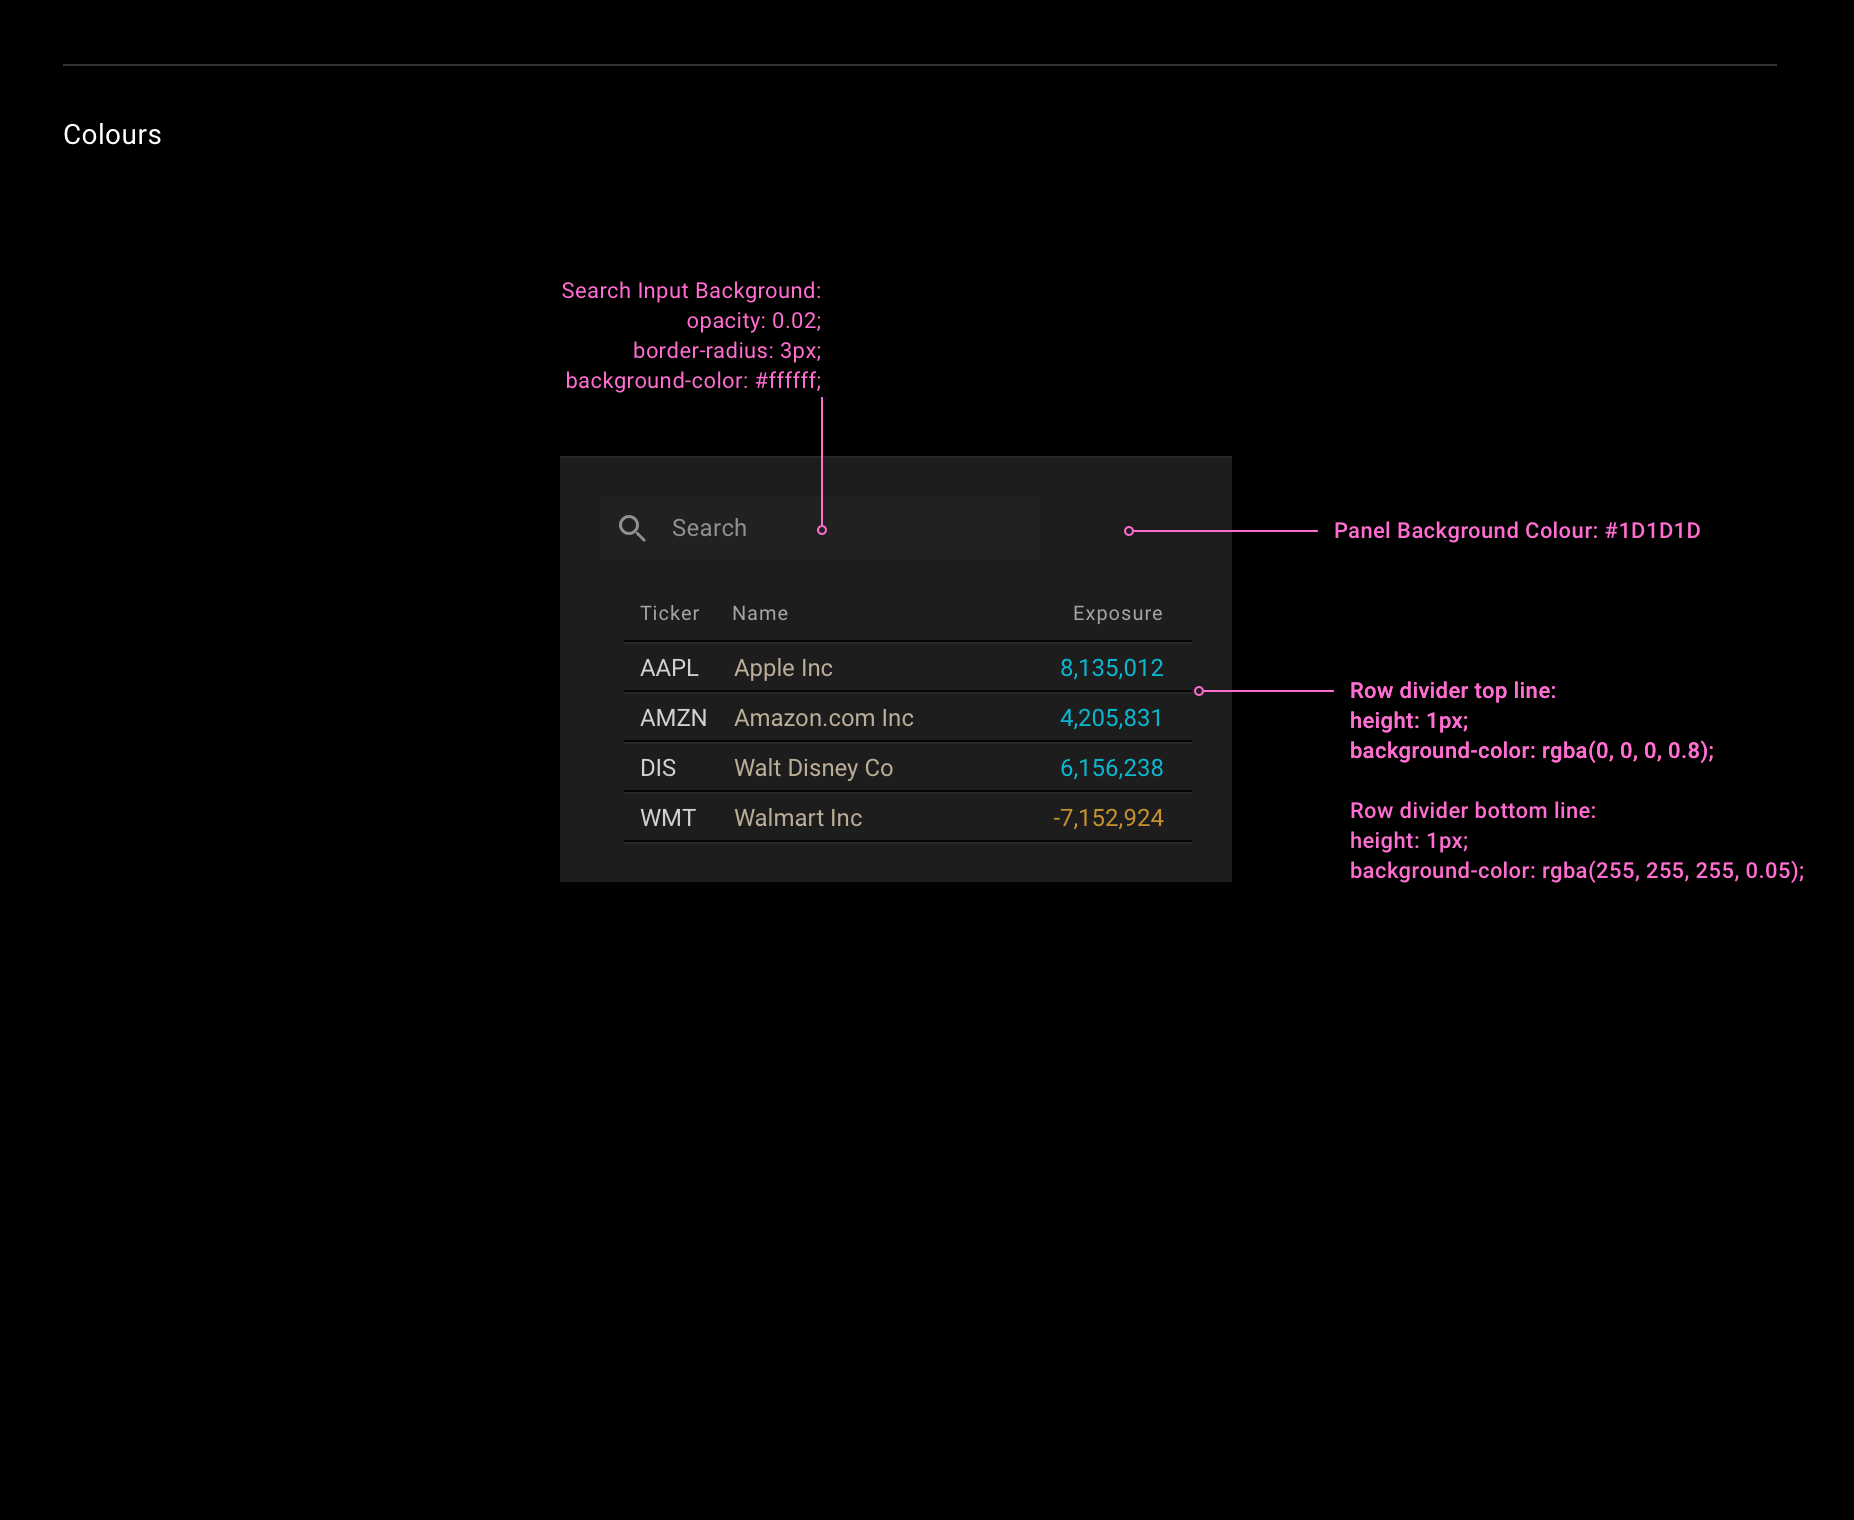 Colours
Search Input Background:
opacity: 0.02;
border-radius: 3px;
background-color: #ffffff;
Search
Panel Background Colour: #1D1D1D
Ticker Name Exposure
AAPL Apple Inc 8,135,012
AMZN Amazon.com Inc 4,205,831
DIS Walt Disney Co 6,156,238
WMT Walmart Inc -7,152,924
Row divider top line:
height: 1px;
background-color: rgba(0, 0, 0, 0.8);
Row divider bottom line:
height: 1px;
background-color: rgba(255, 255, 255, 0.05);